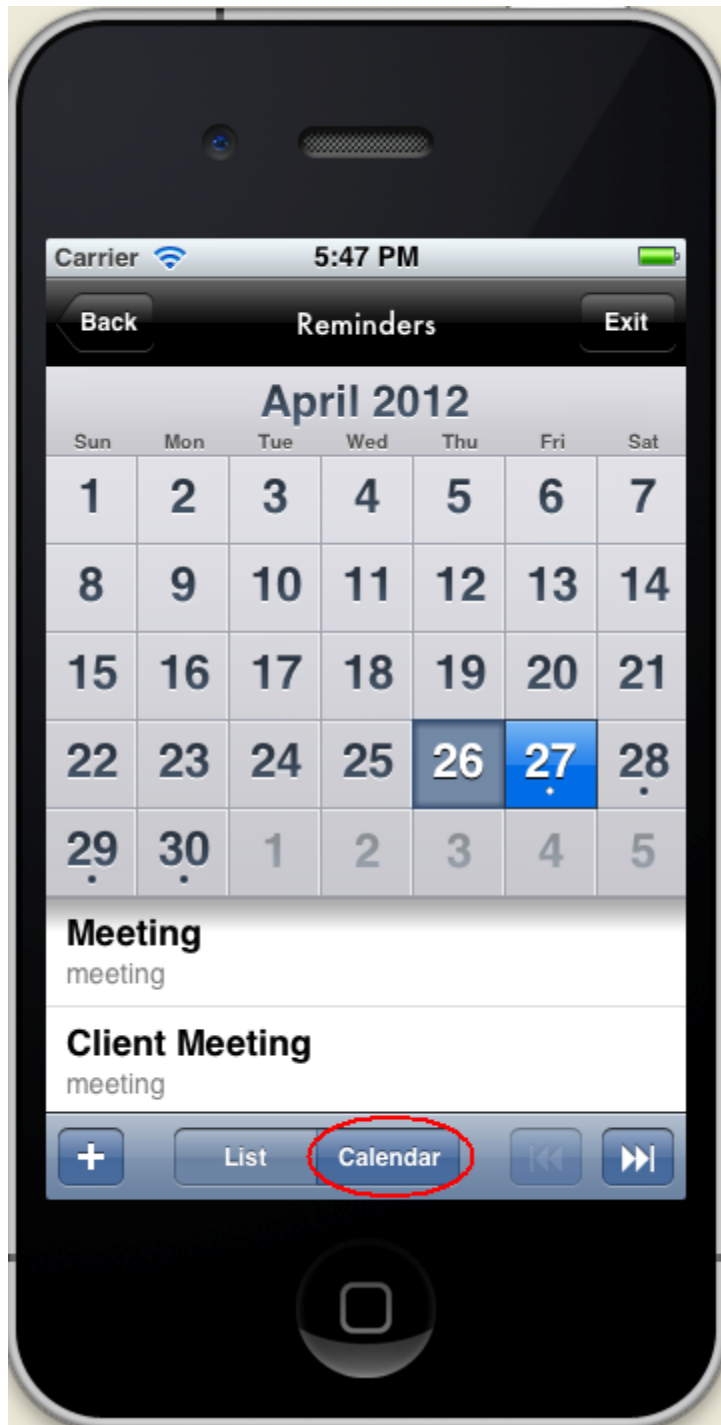 Carrier 5:47 PM
Back Reminders Exit
April 2012
Sun Mon Tue Wed Thu Fri Sat
1 2 3 4 5 6 7
8 9 10 11 12 13 14
15 16 17 18 19 20 21
22 23 24 25 26 27 28
29 30 1 2 3 4 5
Meeting
meeting
Client Meeting
meeting
+ List Calendar